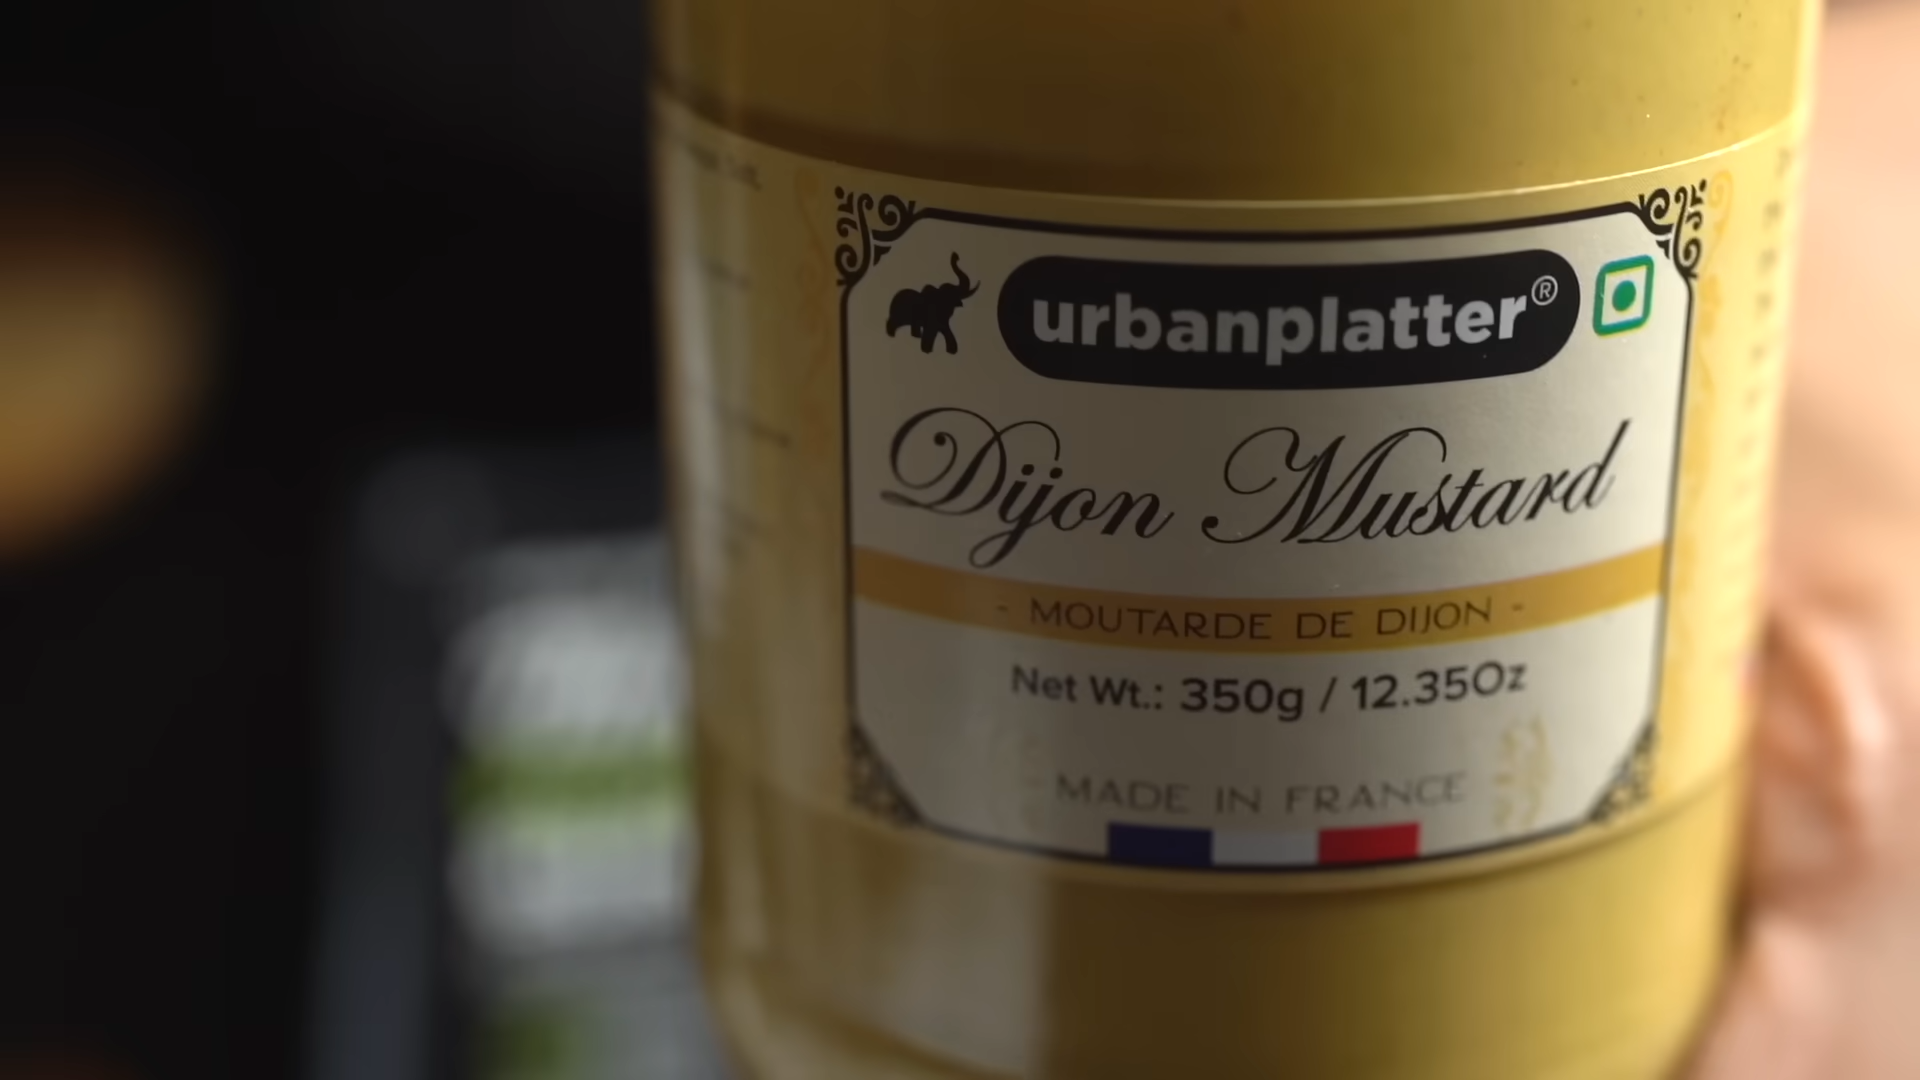 urbanplatter®
Dijon Mustard
- MOUTARDE DE DIJON -
Net Wt.: 350g / 12.35Oz
MADE IN FRANCE